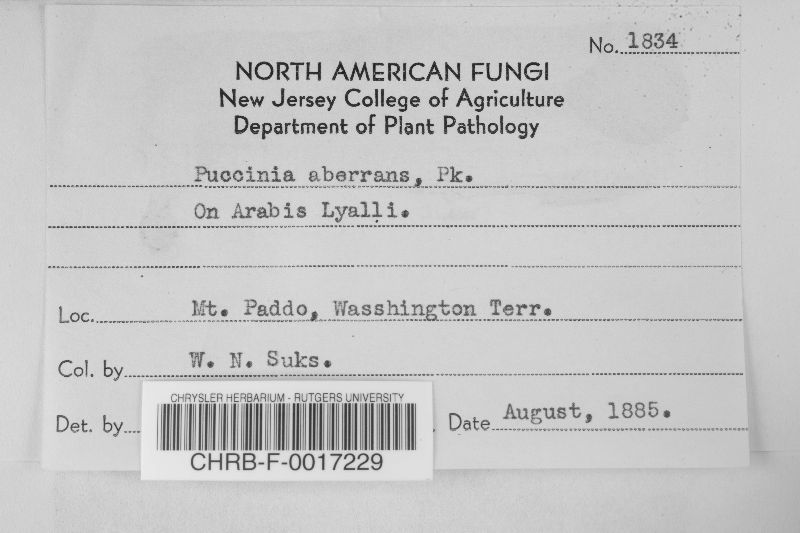 No. 1834
NORTH AMERICAN FUNGI
New Jersey College of Agriculture
Department of Plant Pathology
Puccinia aberrans, Pk.
On Arabis Lyalli.
Loc. Mt. Paddo, Wasshington Terr.
Col. by W. N. Suks.
Det. by
Date August, 1885.
CHRYSLER HERBARIUM - RUTGERS UNIVERSITY
CHRB-F-0017229